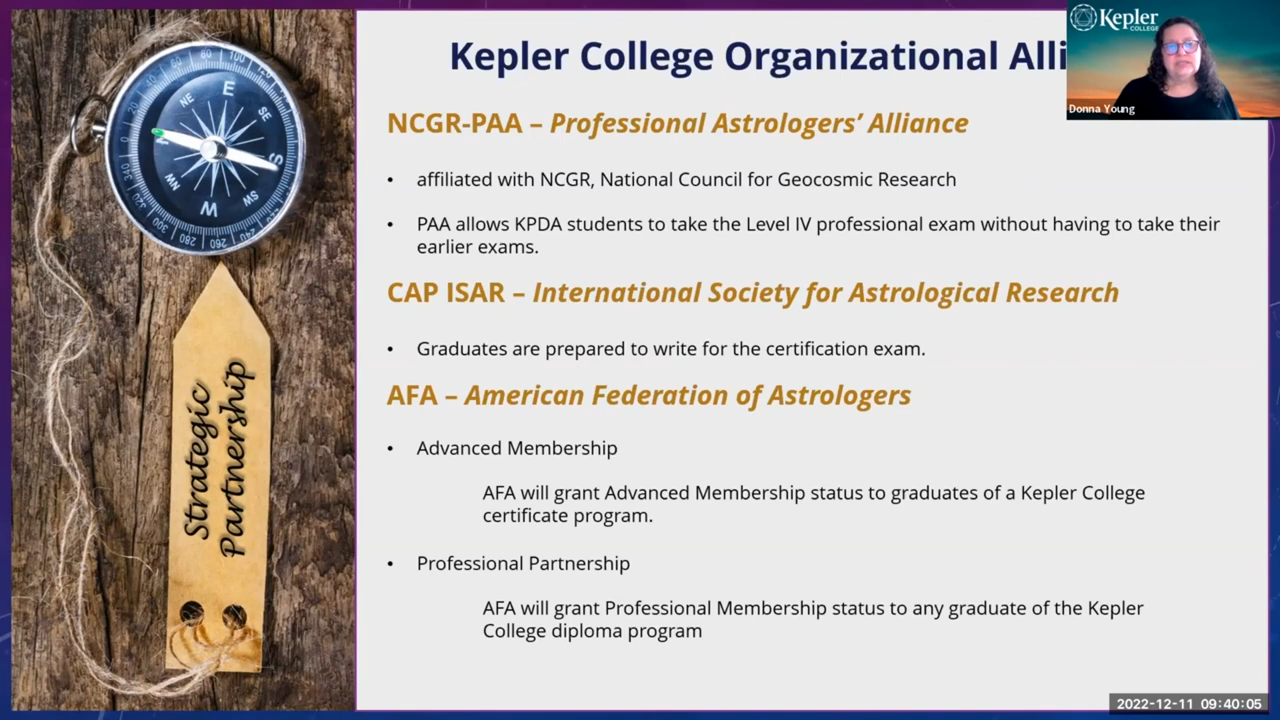 Kepler College Organizational Alli
Kepler
COLLEGE
Donna Young
NCGR-PAA – Professional Astrologers’ Alliance
• affiliated with NCGR, National Council for Geocosmic Research
• PAA allows KPDA students to take the Level IV professional exam without having to take their
earlier exams.
CAP ISAR – International Society for Astrological Research
• Graduates are prepared to write for the certification exam.
AFA – American Federation of Astrologers
• Advanced Membership
AFA will grant Advanced Membership status to graduates of a Kepler College
certificate program.
• Professional Partnership
AFA will grant Professional Membership status to any graduate of the Kepler
College diploma program
Strategic
Partnership
E
SE
S
SW
W
NW
N
NE
2022-12-11 09:40:05